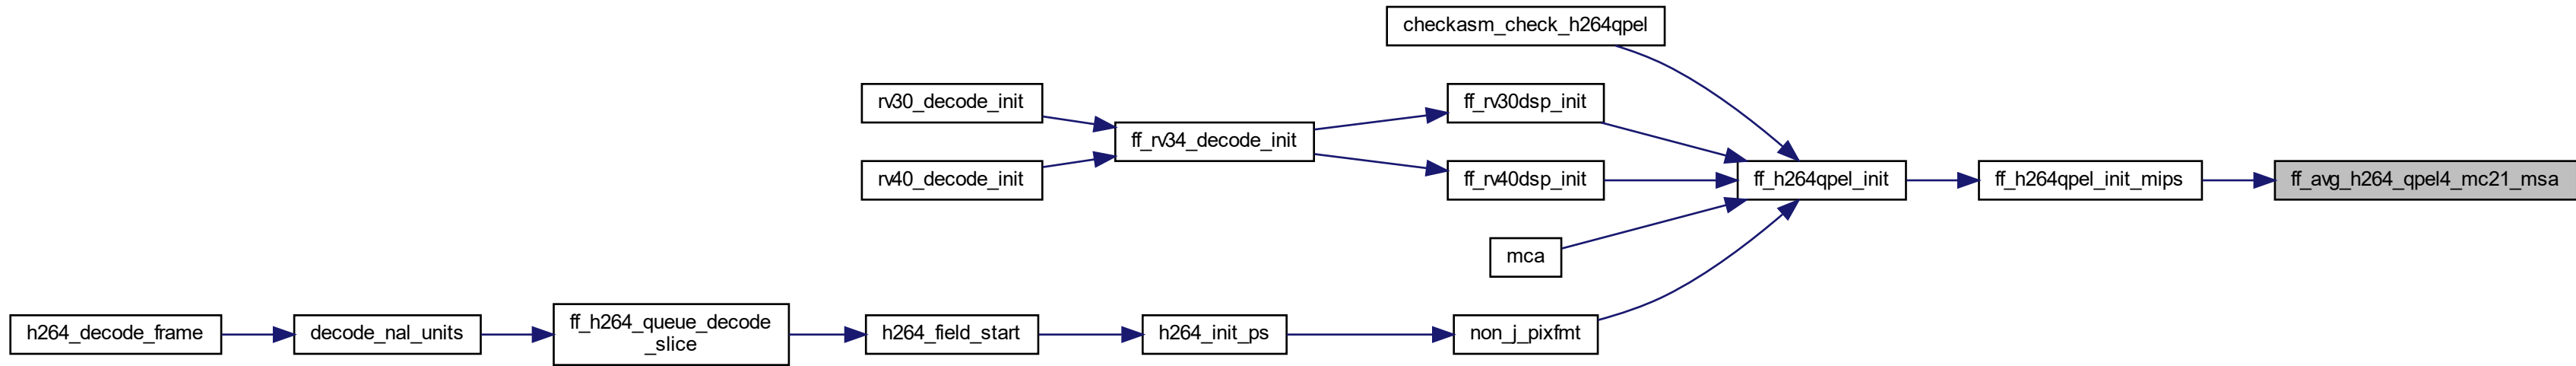 checkasm_check_h264qpel
rv30_decode_init
ff_rv30dsp_init
ff_rv34_decode_init
rv40_decode_init
ff_rv40dsp_init
ff_h264qpel_init
ff_h264qpel_init_mips
ff_avg_h264_qpel4_mc21_msa
mca
h264_decode_frame
decode_nal_units
ff_h264_queue_decode
_slice
h264_field_start
h264_init_ps
non_j_pixfmt